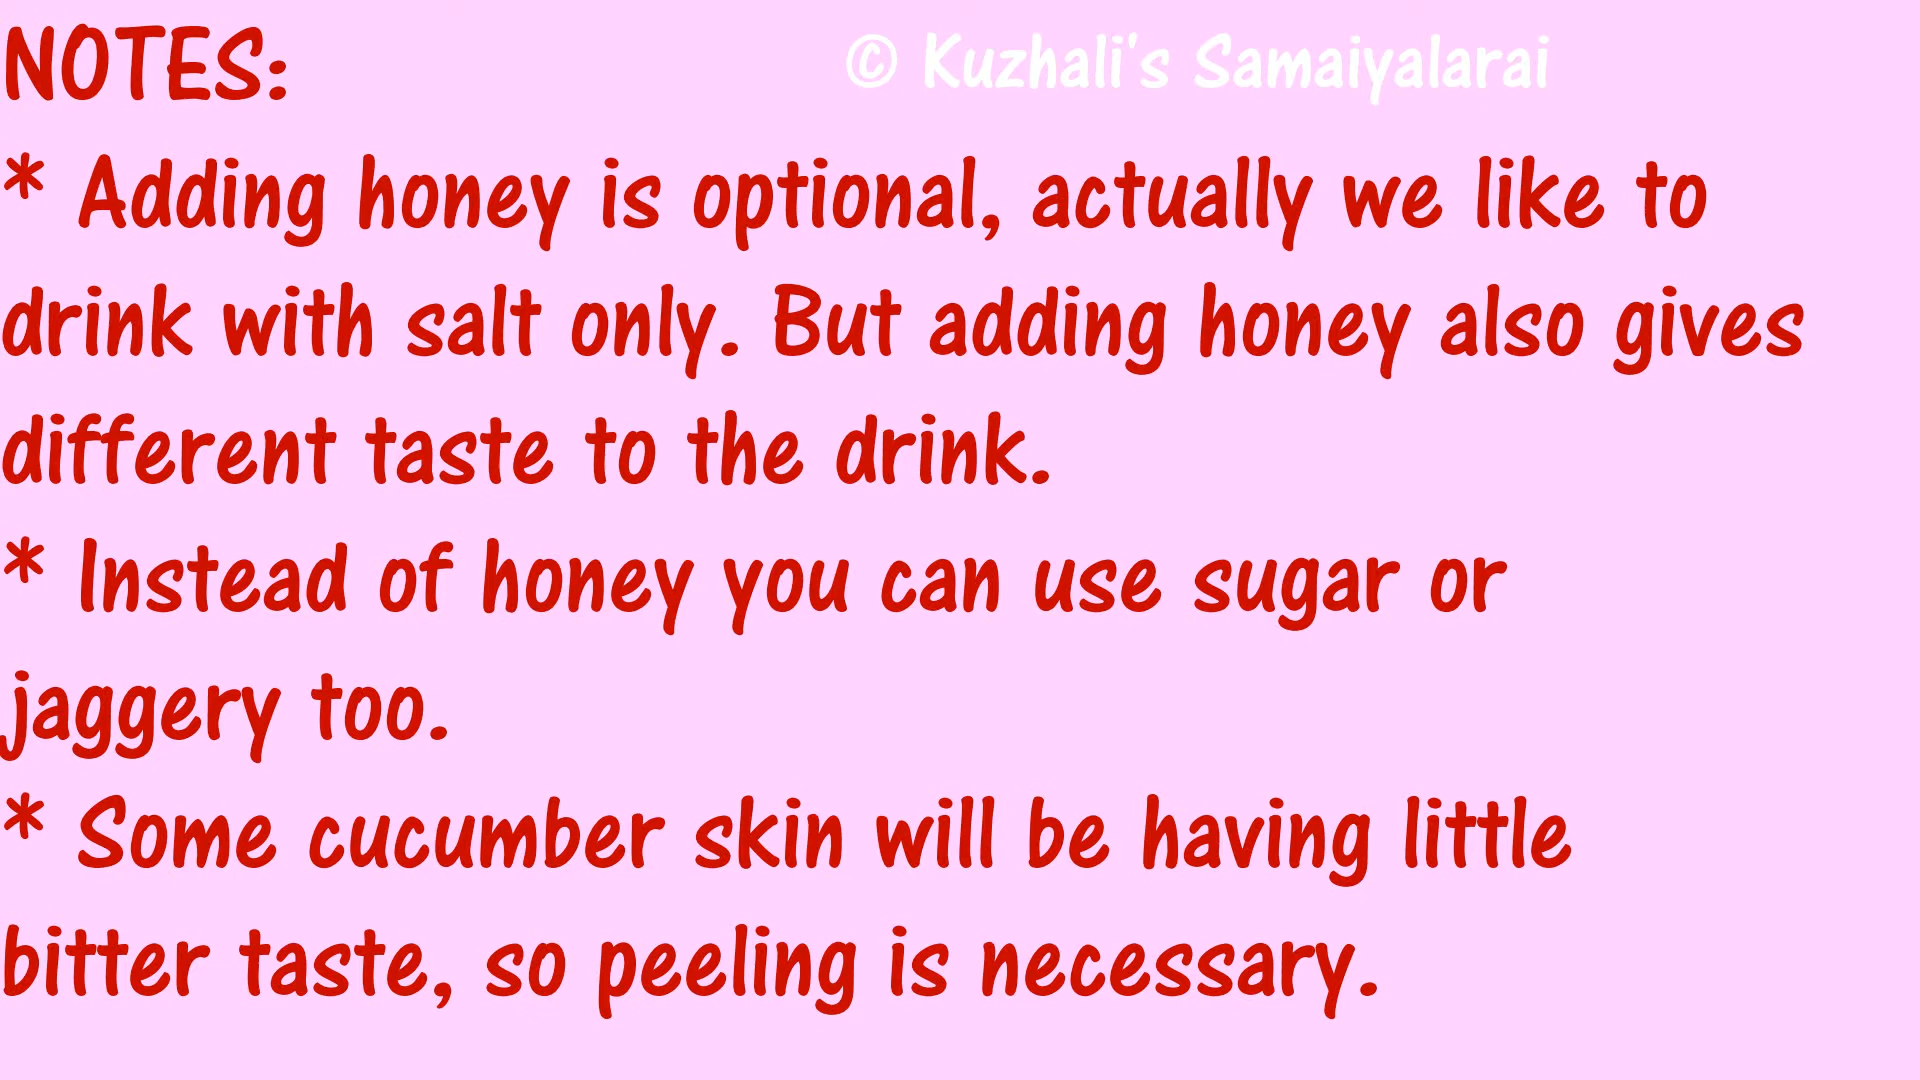 NOTES:
© Kuzhali's Samaiyalarai
* Adding honey is optional, actually we like to
drink with salt only. But adding honey also gives
different taste to the drink.
* Instead of honey you can use sugar or
jaggery too.
* Some cucumber skin will be having little
bitter taste, so peeling is necessary.